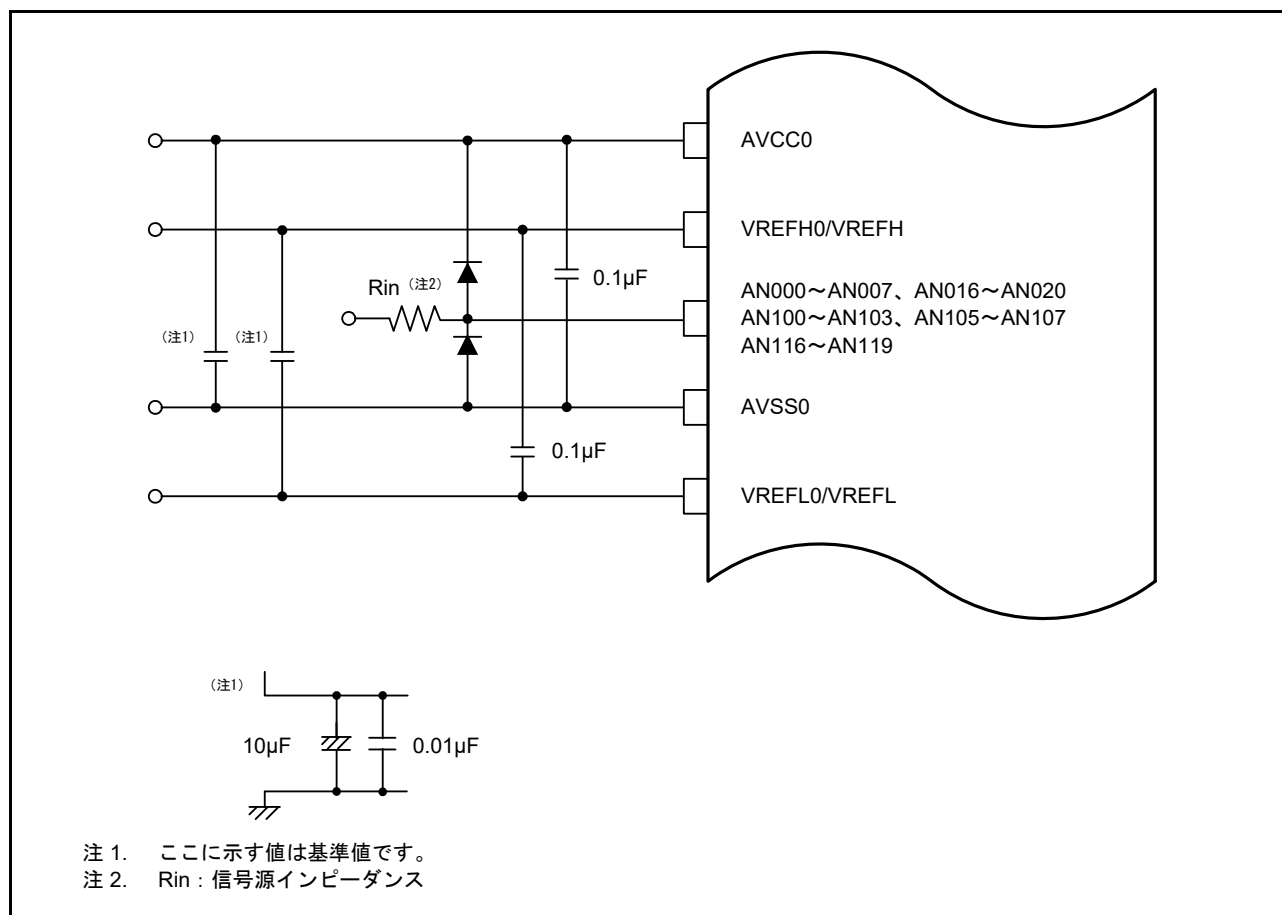 AVCC0
VREFH0/VREFH
Rin (注2)
0.1µF
AN000～AN007、AN016～AN020
AN100～AN103、AN105～AN107
AN116～AN119
(注1)
(注1)
AVSS0
0.1µF
VREFL0/VREFL
(注1)
10µF
0.01µF
注 1. ここに示す値は基準値です。
注 2. Rin：信号源インピーダンス